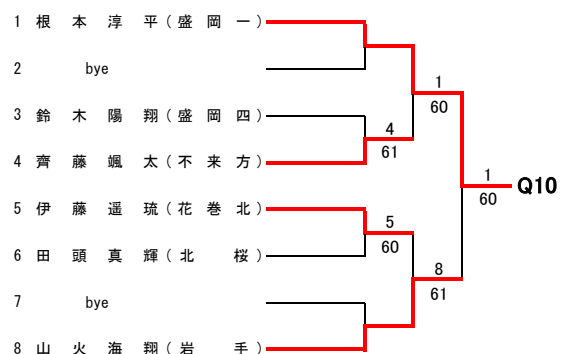 1 根本淳平(盛岡一)
2 bye
3 鈴木陽翔(盛岡四)
4 齊藤颯太(不来方)
5 伊藤遥琉(花巻北)
6 田頭真輝(北桜)
7 bye
8 山火海翔(岩手)
4
61
5
60
1
60
8
61
1
60
Q10